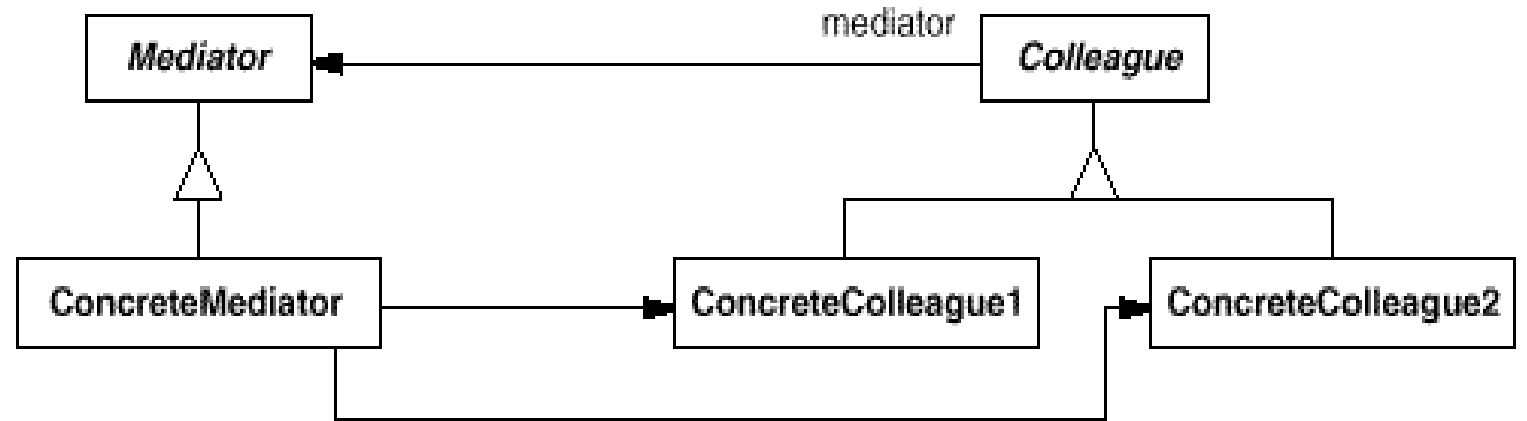 mediator
Mediator
Colleague
ConcreteMediator
ConcreteColleague1
ConcreteColleague2